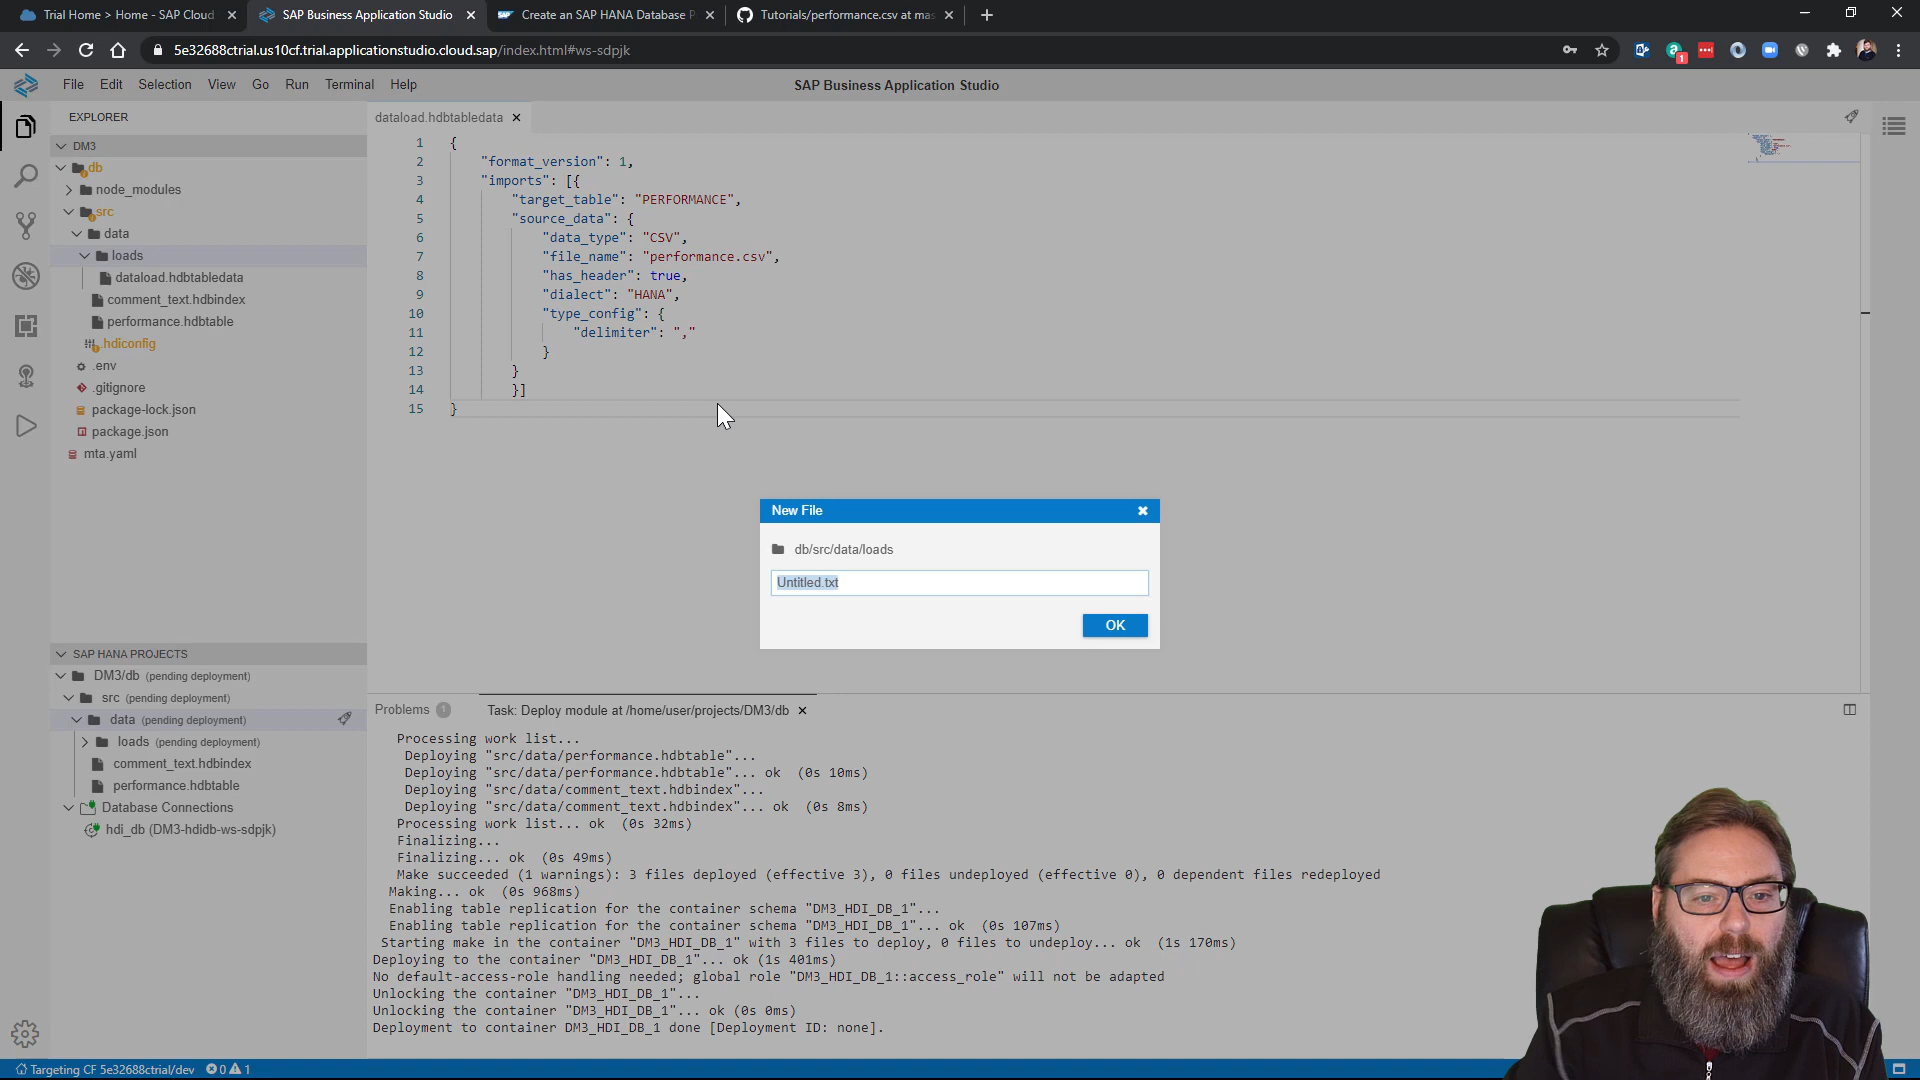 Trial Home > Home - SAP Cloud
SAP Business Application Studio
Create an SAP HANA Database P
Tutorials/performance.csv at mas
5e32688ctrial.us10cf.trial.applicationstudio.cloud.sap/index.html#ws-sdpjk
File Edit Selection View Go Run Terminal Help
SAP Business Application Studio
EXPLORER
DM3
db
node_modules
src
data
loads
dataload.hdbtabledata
comment_text.hdbindex
performance.hdbtable
.hdiconfig
.env
.gitignore
package-lock.json
package.json
mta.yaml
SAP HANA PROJECTS
DM3/db (pending deployment)
src (pending deployment)
data (pending deployment)
loads (pending deployment)
comment_text.hdbindex
performance.hdbtable
Database Connections
hdi_db (DM3-hdidb-ws-sdpjk)
dataload.hdbtabledata
1 {
2 "format_version": 1,
3 "imports": [{
4 "target_table": "PERFORMANCE",
5 "source_data": {
6 "data_type": "CSV",
7 "file_name": "performance.csv",
8 "has_header": true,
9 "dialect": "HANA",
10 "type_config": {
11 "delimiter": ","
12 }
13 }
14 }]
15 }
New File
db/src/data/loads
Untitled.txt
OK
Problems 1
Task: Deploy module at /home/user/projects/DM3/db
Processing work list...
Deploying "src/data/performance.hdbtable"...
Deploying "src/data/performance.hdbtable"... ok (0s 10ms)
Deploying "src/data/comment_text.hdbindex"...
Deploying "src/data/comment_text.hdbindex"... ok (0s 8ms)
Processing work list... ok (0s 32ms)
Finalizing...
Finalizing... ok (0s 49ms)
Make succeeded (1 warnings): 3 files deployed (effective 3), 0 files undeployed (effective 0), 0 dependent files redeployed
Making... ok (0s 968ms)
Enabling table replication for the container schema "DM3_HDI_DB_1"...
Enabling table replication for the container schema "DM3_HDI_DB_1"... ok (0s 107ms)
Starting make in the container "DM3_HDI_DB_1" with 3 files to deploy, 0 files to undeploy... ok (1s 170ms)
Deploying to the container "DM3_HDI_DB_1"... ok (1s 401ms)
No default-access-role handling needed; global role "DM3_HDI_DB_1::access_role" will not be adapted
Unlocking the container "DM3_HDI_DB_1"...
Unlocking the container "DM3_HDI_DB_1"... ok (0s 0ms)
Deployment to container DM3_HDI_DB_1 done [Deployment ID: none].
Targeting CF 5e32688ctrial/dev 0 1